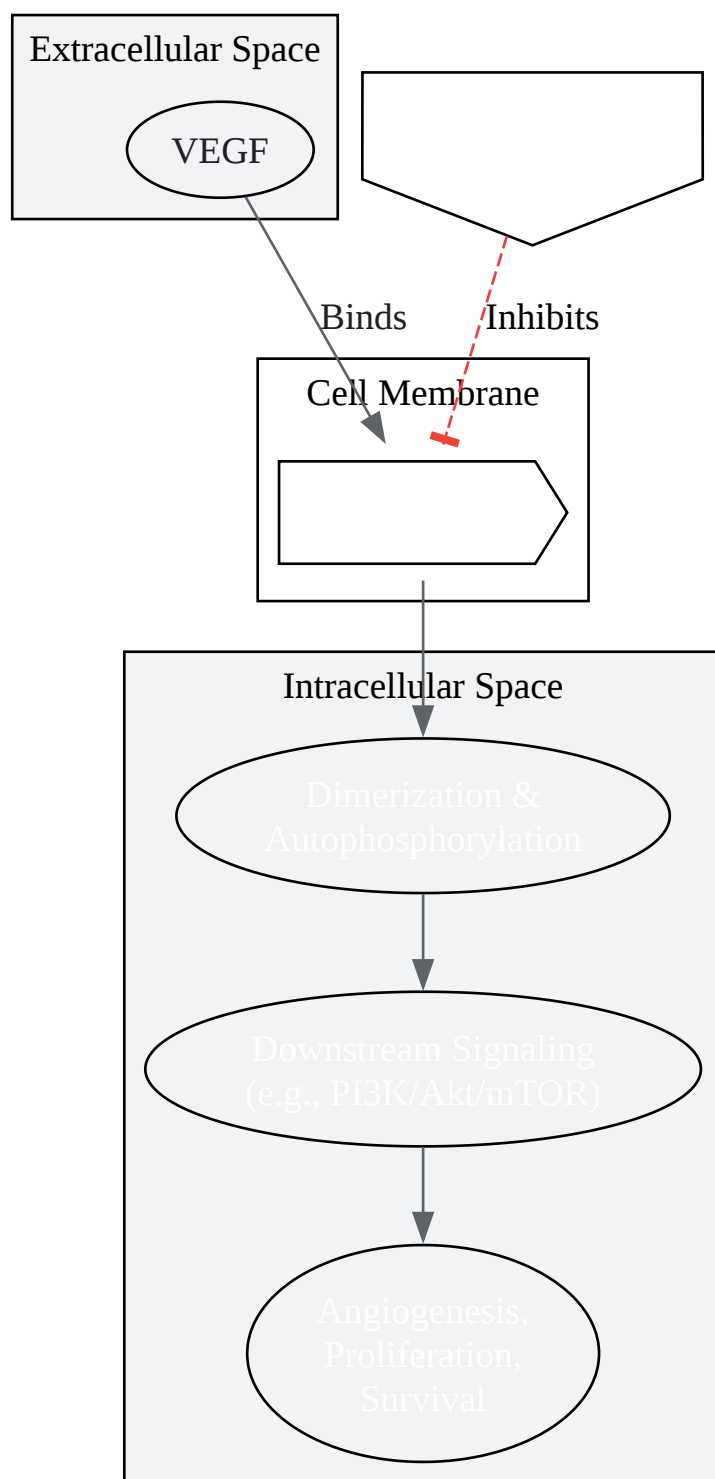 Extracellular Space
VEGF
Binds
Inhibits
Cell Membrane
Intracellular Space
Dimerization &
Autophosphorylation
Downstream Signaling
(e.g., PI3K/Akt/mTOR)
Angiogenesis,
Proliferation,
Survival